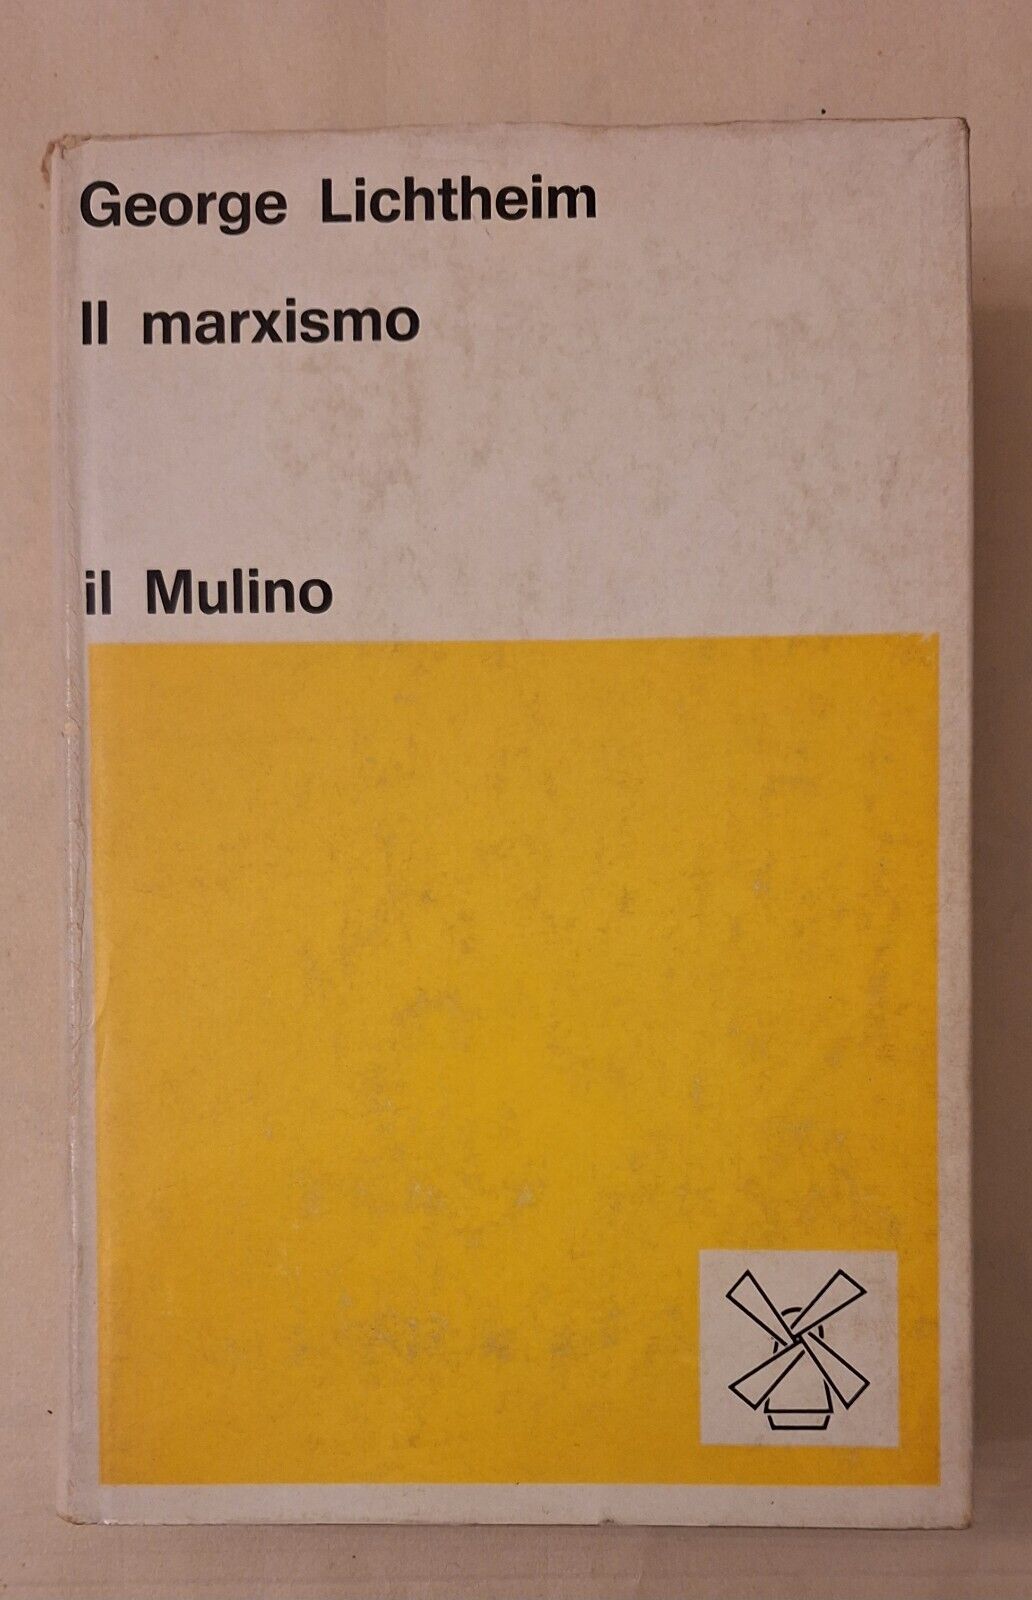 George Lichtheim
Il marxismo
il Mulino